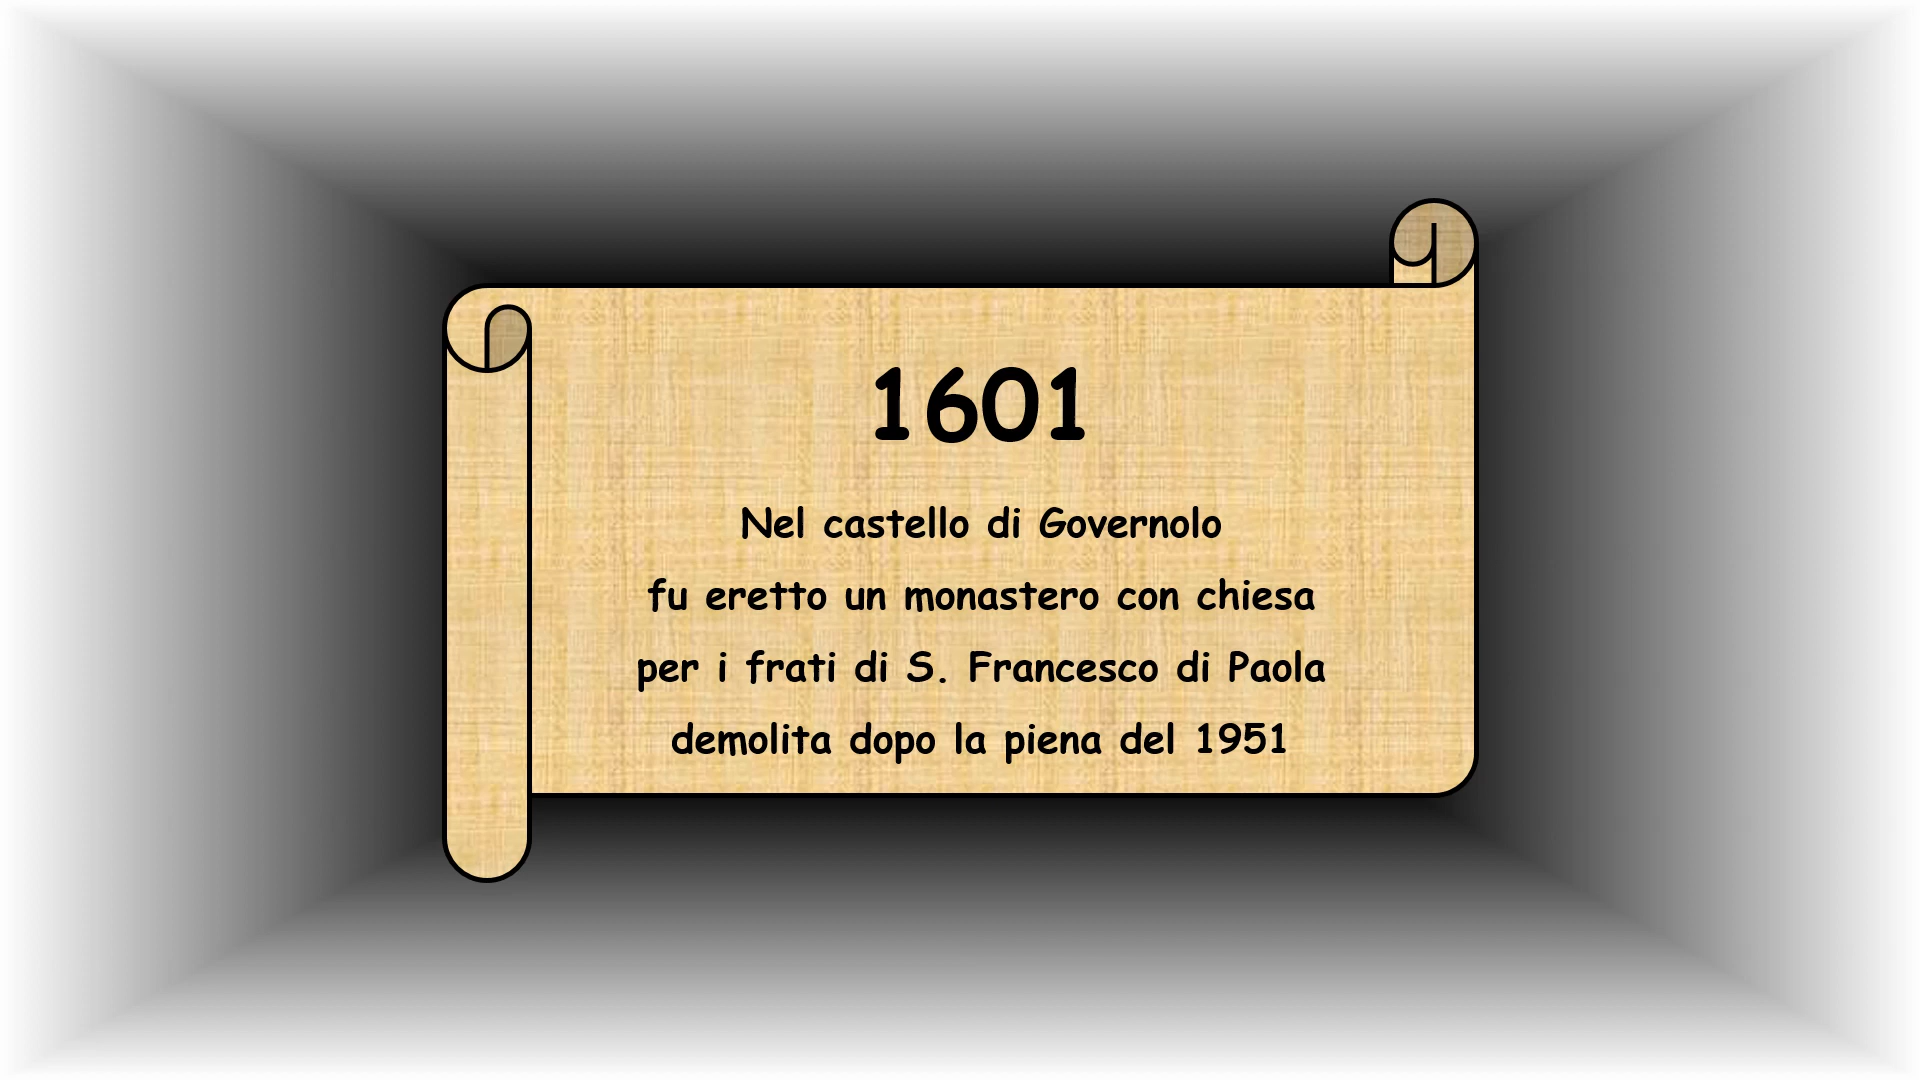 1601
Nel castello di Governolo
fu eretto un monastero con chiesa
per i frati di S. Francesco di Paola
demolita dopo la piena del 1951